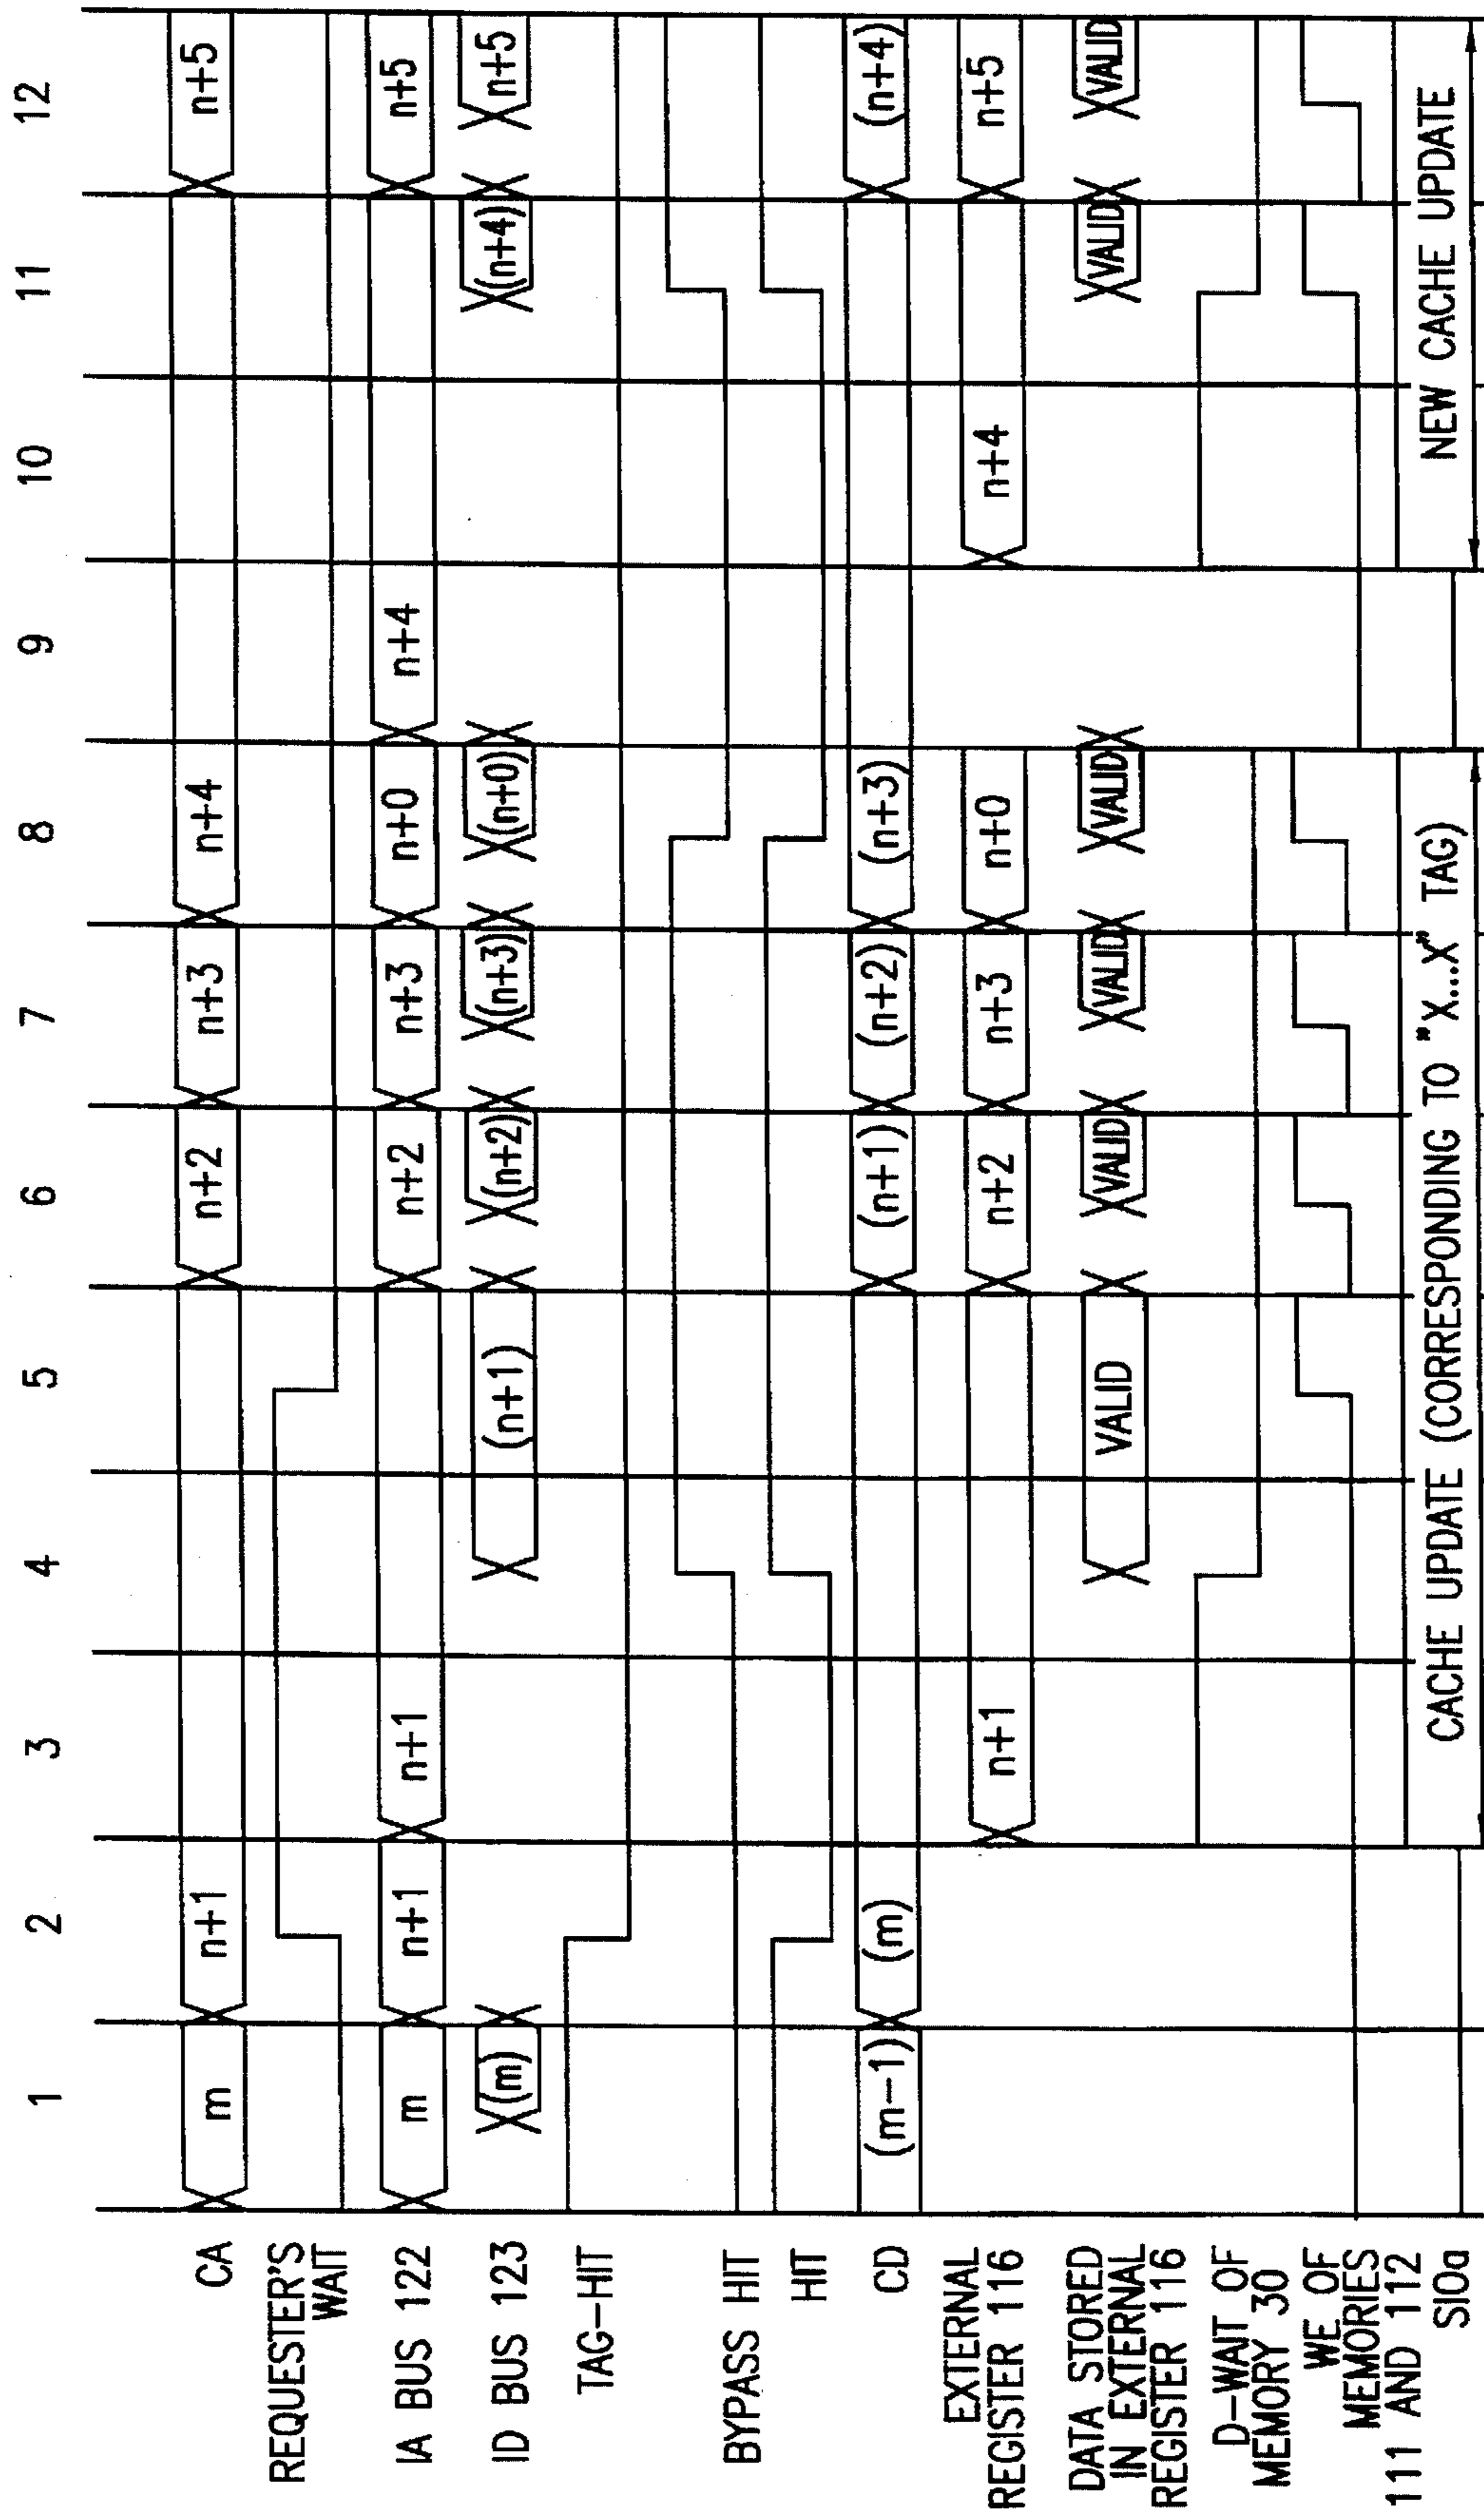 1 2 3 4 5 6 7 8 9 10 11 12
CA m n+1 n+2 n+3 n+4 n+5
REQUESTER'S
WAIT
IA BUS 122 m n+1 n+1 n+2 n+3 n+0 n+4 n+5
ID BUS 123 (m) (n+1) (n+2) (n+3) (n+0) (n+4) n+5
TAG-HIT
BYPASS HIT
HIT
CD (m-1) (m) (n+1) (n+2) (n+3) (n+4)
EXTERNAL
REGISTER 116 n+1 n+2 n+3 n+0 n+4 n+5
DATA STORED
IN EXTERNAL
REGISTER 116 VALID VALID VALID VALID VALID VALID
D-WAIT OF
MEMORY 30
WE OF
MEMORIES
111 AND 112
SIOa CACHE UPDATE (CORRESPONDING TO "X...X" TAG) NEW CACHE UPDATE